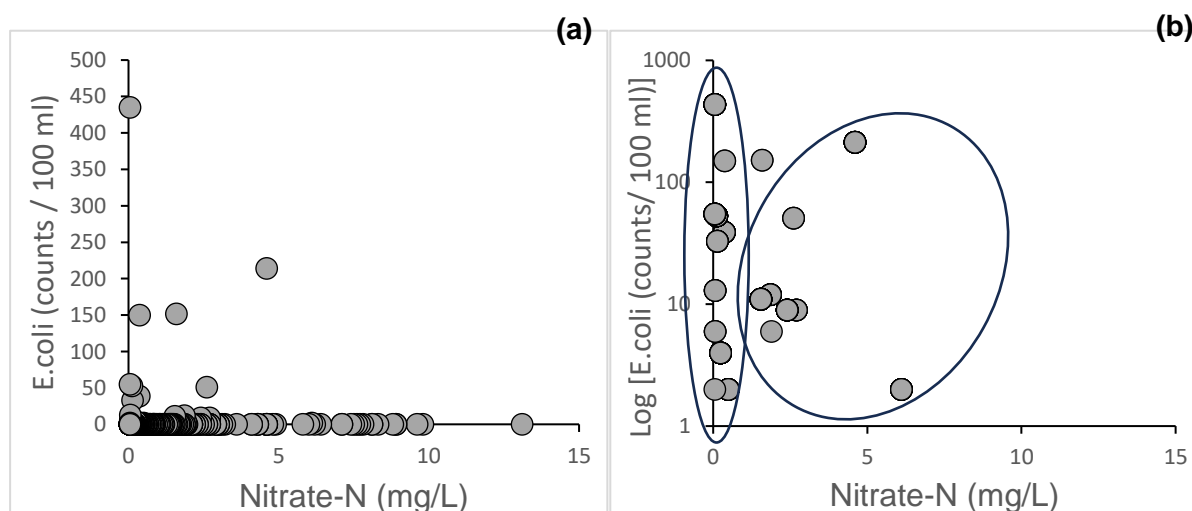 (a)
E.coli (counts / 100 ml)
500
450
400
350
300
250
200
150
100
50
0
0 5 10 15
Nitrate-N (mg/L)
(b)
Log [E.coli (counts/ 100 ml)]
1000
100
10
1
0 5 10 15
Nitrate-N (mg/L)